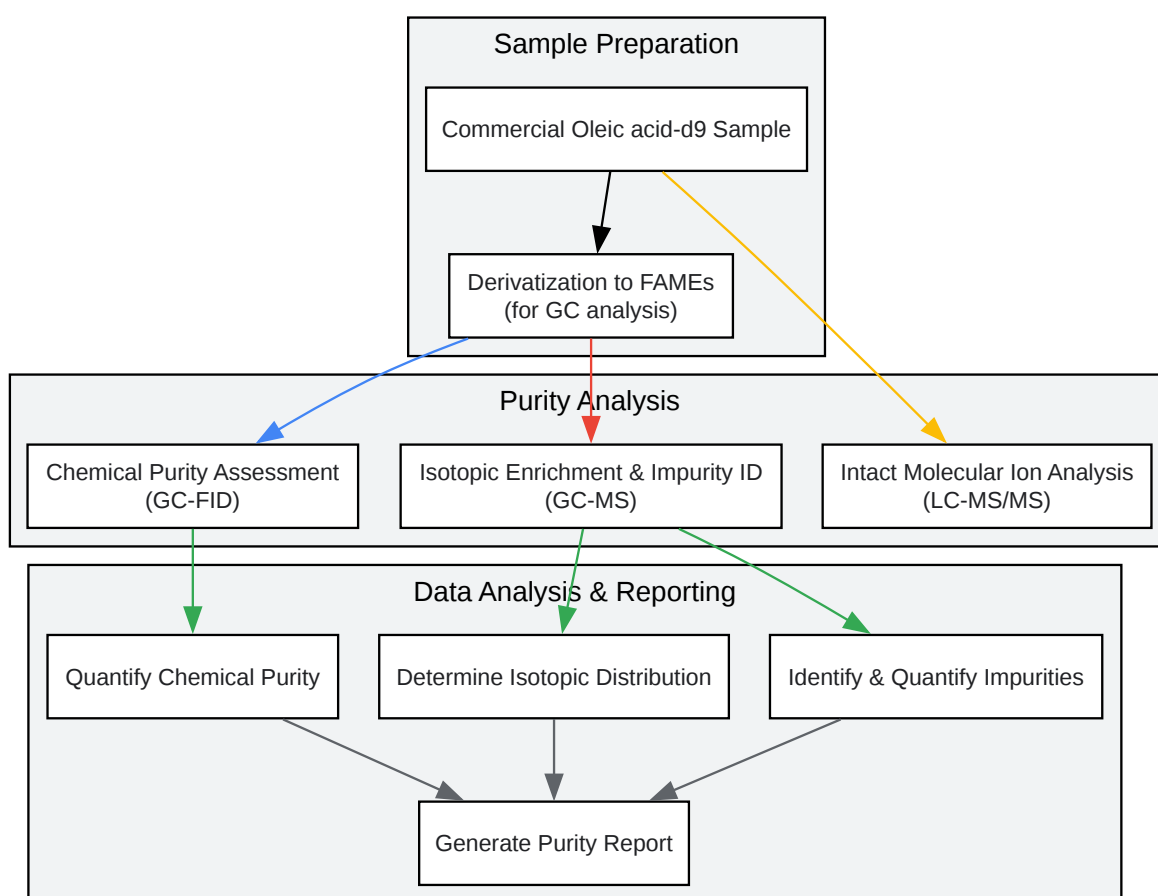 Sample Preparation
Commercial Oleic acid-d9 Sample
Derivatization to FAMEs
(for GC analysis)
Purity Analysis
Chemical Purity Assessment
(GC-FID)
Isotopic Enrichment & Impurity ID
(GC-MS)
Intact Molecular Ion Analysis
(LC-MS/MS)
Data Analysis & Reporting
Quantify Chemical Purity
Determine Isotopic Distribution
Identify & Quantify Impurities
Generate Purity Report